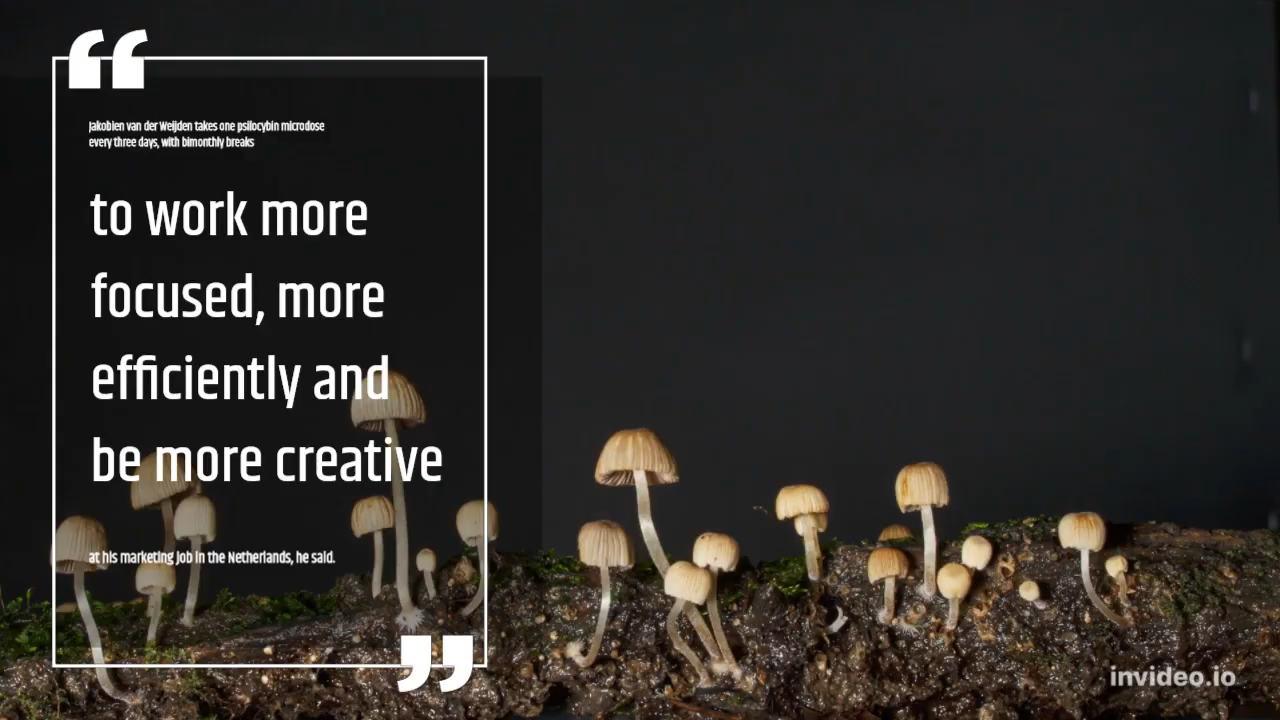 “
Jakobien van der Weijden takes one psilocybin microdose
every three days, with bimonthly breaks
to work more
focused, more
efficiently and
be more creative
at his marketing job in the Netherlands, he said.
”
invideo.io